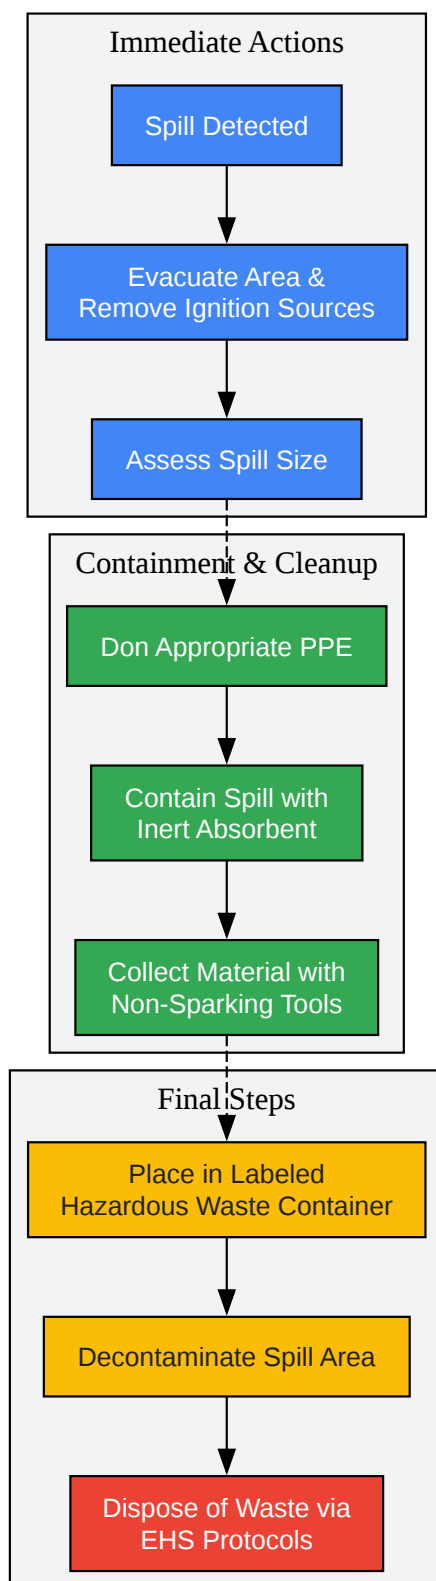 Immediate Actions
Spill Detected
Evacuate Area &
Remove Ignition Sources
Assess Spill Size
Containment & Cleanup
Don Appropriate PPE
Contain Spill with
Inert Absorbent
Collect Material with
Non-Sparking Tools
Final Steps
Place in Labeled
Hazardous Waste Container
Decontaminate Spill Area
Dispose of Waste via
EHS Protocols